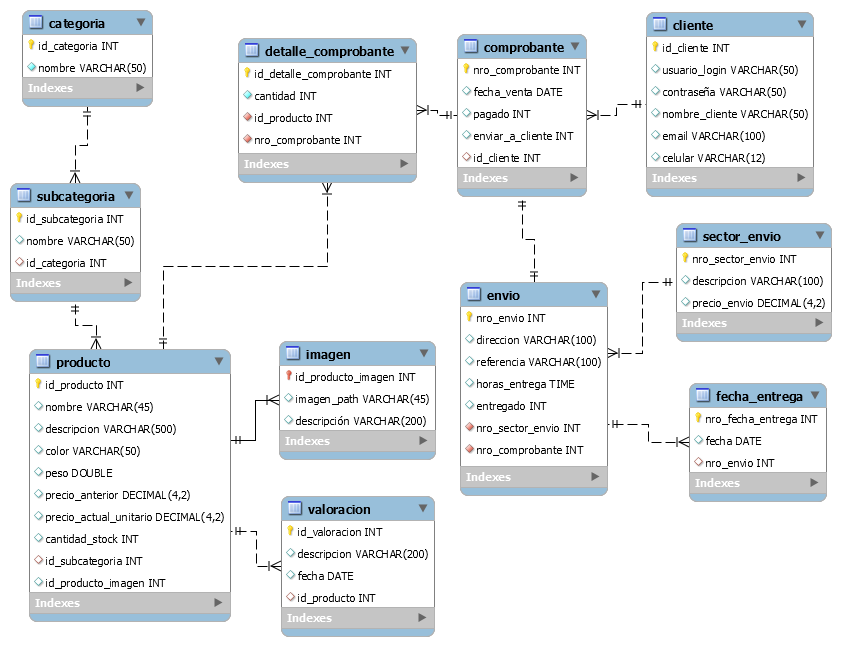 categoria
id_categoria INT
nombre VARCHAR(50)
Indexes
subcategoria
id_subcategoria INT
nombre VARCHAR(50)
id_categoria INT
Indexes
producto
id_producto INT
nombre VARCHAR(45)
descripcion VARCHAR(500)
color VARCHAR(50)
peso DOUBLE
precio_anterior DECIMAL(4,2)
precio_actual_unitario DECIMAL(4,2)
cantidad_stock INT
id_subcategoria INT
id_producto_imagen INT
Indexes
detalle_comprobante
id_detalle_comprobante INT
cantidad INT
id_producto INT
nro_comprobante INT
Indexes
imagen
id_producto_imagen INT
imagen_path VARCHAR(45)
descripción VARCHAR(200)
Indexes
valoracion
id_valoracion INT
descripcion VARCHAR(200)
fecha DATE
id_producto INT
Indexes
comprobante
nro_comprobante INT
fecha_venta DATE
pagado INT
enviar_a_cliente INT
id_cliente INT
Indexes
envio
nro_envio INT
direccion VARCHAR(100)
referencia VARCHAR(100)
horas_entrega TIME
entregado INT
nro_sector_envio INT
nro_comprobante INT
Indexes
cliente
id_cliente INT
usuario_login VARCHAR(50)
contraseña VARCHAR(50)
nombre_cliente VARCHAR(50)
email VARCHAR(100)
celular VARCHAR(12)
Indexes
sector_envio
nro_sector_envio INT
descripcion VARCHAR(100)
precio_envio DECIMAL(4,2)
Indexes
fecha_entrega
nro_fecha_entrega INT
fecha DATE
nro_envio INT
Indexes